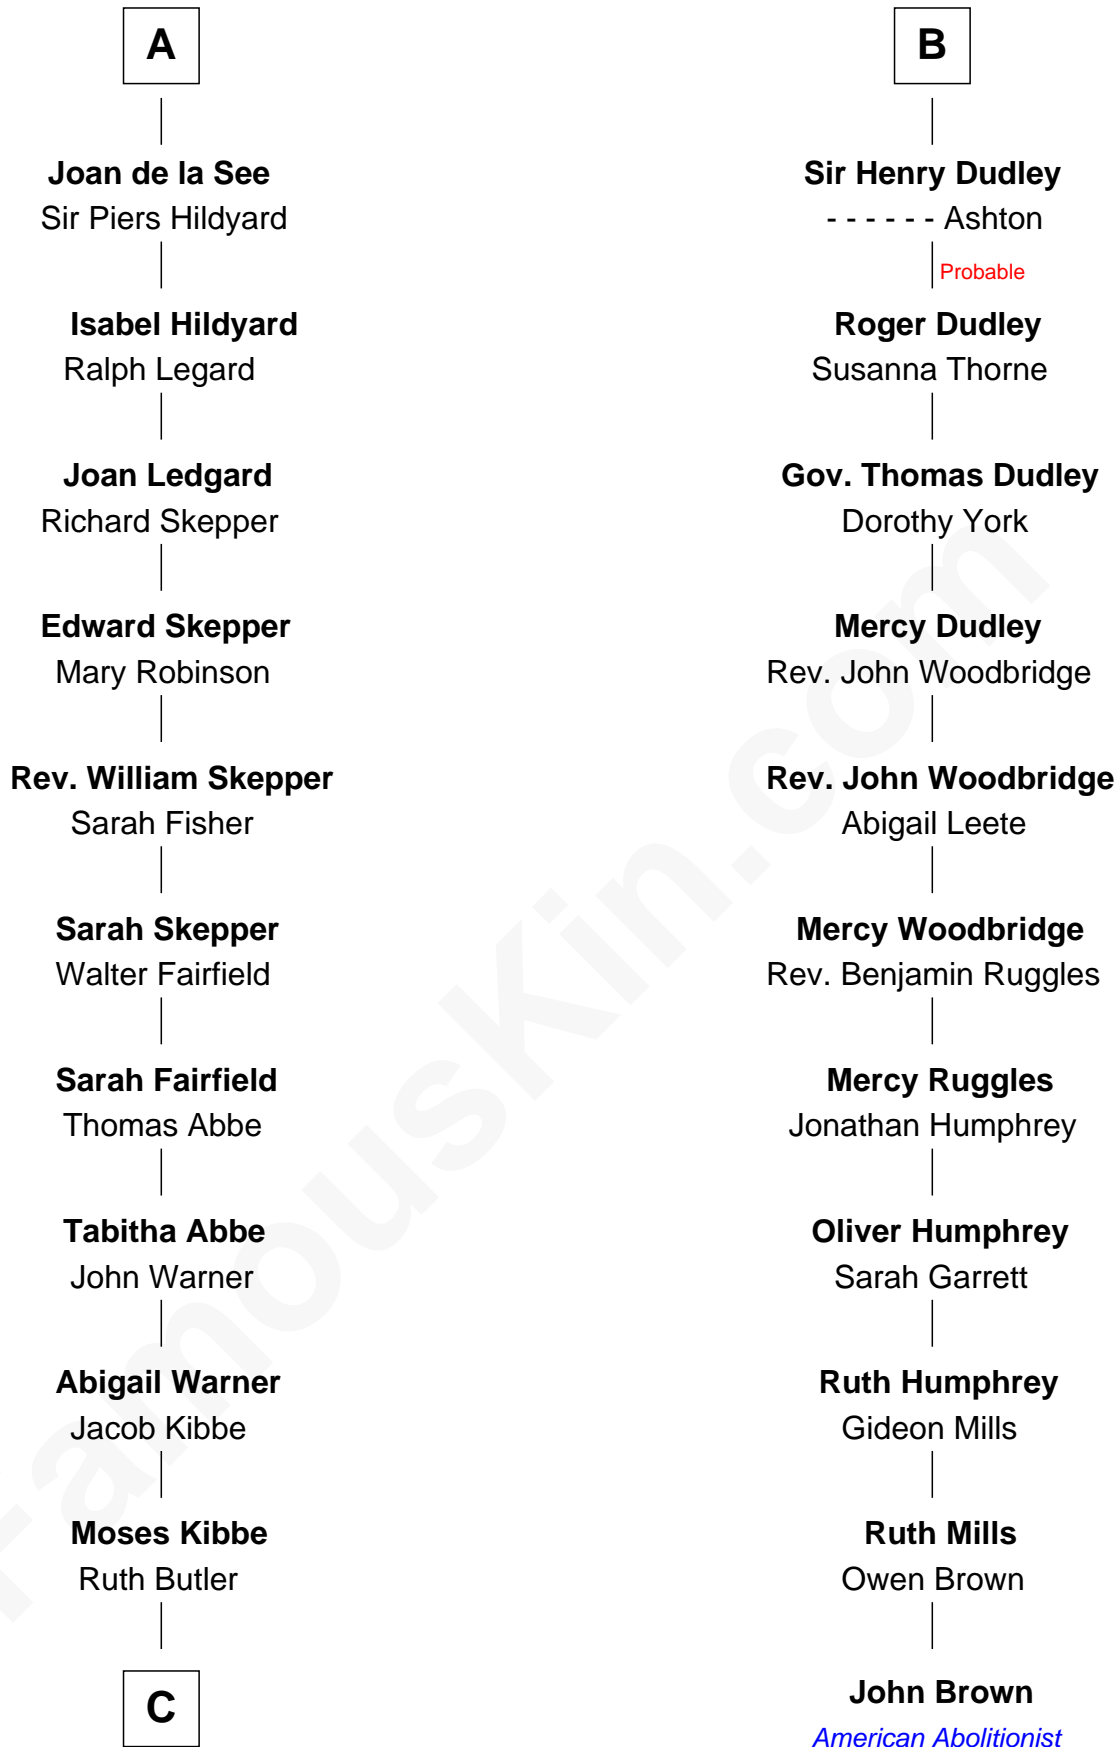 A
Joan de la See
Sir Piers Hildyard
Isabel Hildyard
Ralph Legard
Joan Ledgard
Richard Skepper
Edward Skepper
Mary Robinson
Rev. William Skepper
Sarah Fisher
Sarah Skepper
Walter Fairfield
Sarah Fairfield
Thomas Abbe
Tabitha Abbe
John Warner
Abigail Warner
Jacob Kibbe
Moses Kibbe
Ruth Butler
C
B
Sir Henry Dudley
- - - - - - Ashton
Probable
Roger Dudley
Susanna Thorne
Gov. Thomas Dudley
Dorothy York
Mercy Dudley
Rev. John Woodbridge
Rev. John Woodbridge
Abigail Leete
Mercy Woodbridge
Rev. Benjamin Ruggles
Mercy Ruggles
Jonathan Humphrey
Oliver Humphrey
Sarah Garrett
Ruth Humphrey
Gideon Mills
Ruth Mills
Owen Brown
John Brown
American Abolitionist
FamousKin.com